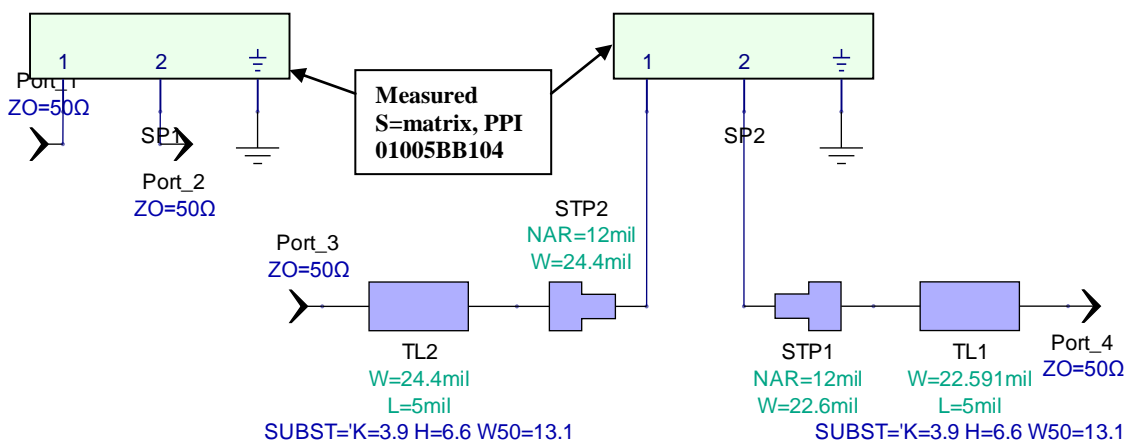 1
2
1
2
Port_1
ZO=50Ω
SP1
Port_2
ZO=50Ω
Measured
S=matrix, PPI
01005BB104
SP2
Port_3
ZO=50Ω
STP2
NAR=12mil
W=24.4mil
TL2
W=24.4mil
L=5mil
SUBST='K=3.9 H=6.6 W50=13.1
STP1
NAR=12mil
W=22.6mil
TL1
W=22.591mil
L=5mil
SUBST='K=3.9 H=6.6 W50=13.1
Port_4
ZO=50Ω